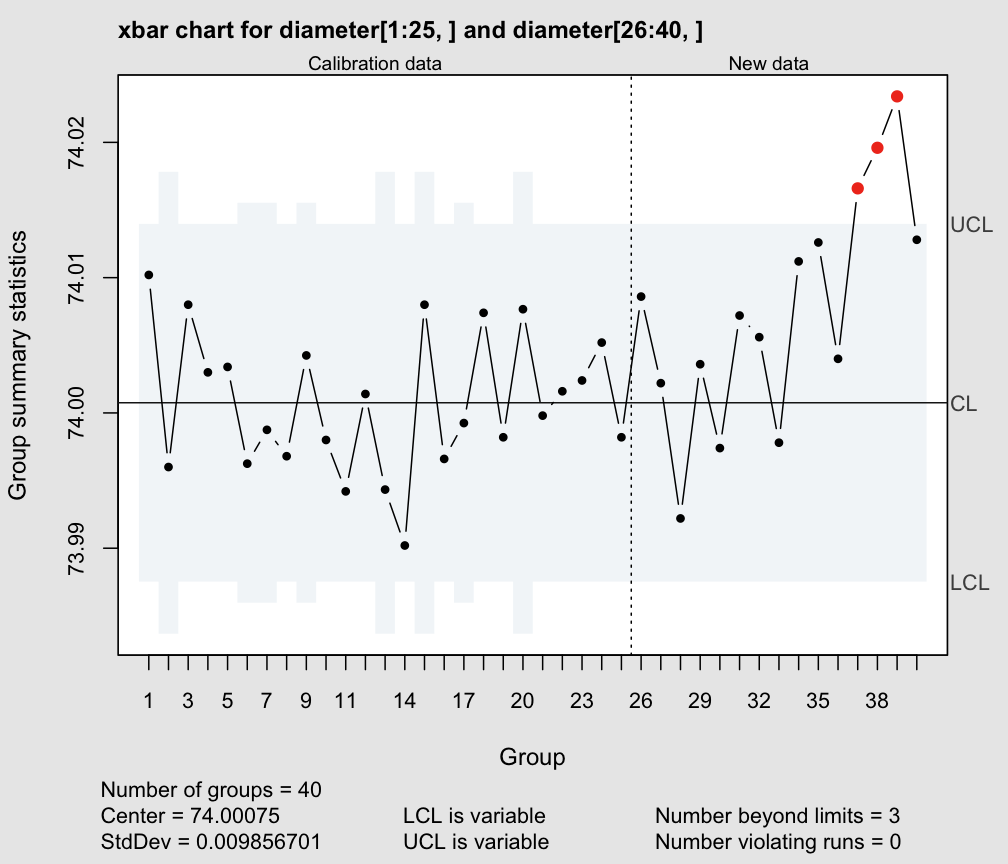 xbar chart for diameter[1:25, ] and diameter[26:40, ]
Calibration data New data
Group summary statistics
74.02
74.01
74.00
73.99
UCL
CL
LCL
1 3 5 7 9 11 14 17 20 23 26 29 32 35 38
Group
Number of groups = 40
Center = 74.00075 LCL is variable Number beyond limits = 3
StdDev = 0.009856701 UCL is variable Number violating runs = 0